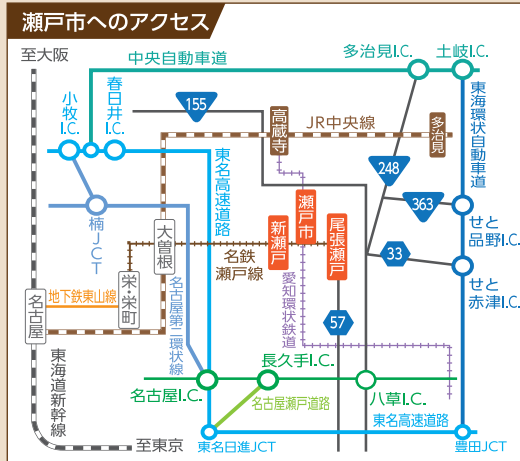 瀬戸市へのアクセス
至大阪
中央自動車道
多治見I.C.
土岐I.C.
小牧I.C.
春日井I.C.
155
高蔵寺
JR中央線
多治見
東海環状自動車道
東名高速道路
248
363
楠JCT
大曽根
新瀬戸
瀬戸市
尾張瀬戸
せと品野I.C.
33
名鉄瀬戸線
せと赤津I.C.
栄・栄町
地下鉄東山線
名古屋
名古屋第二環状線
愛知環状鉄道
57
東海道新幹線
長久手I.C.
名古屋I.C.
名古屋瀬戸道路
八草I.C.
東名高速道路
至東京
東名日進JCT
豊田JCT